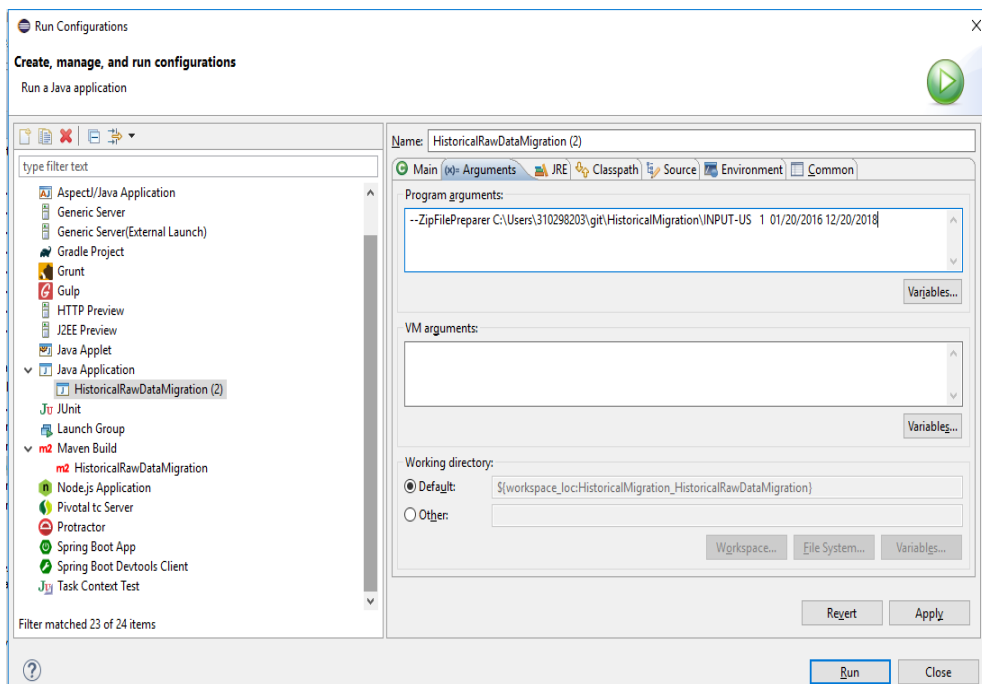 Run Configurations
Create, manage, and run configurations
Run a Java application
type filter text
AspectJ/Java Application
Generic Server
Generic Server(External Launch)
Gradle Project
Grunt
Gulp
HTTP Preview
J2EE Preview
Java Applet
Java Application
HistoricalRawDataMigration (2)
JUnit
Launch Group
m2 Maven Build
m2 HistoricalRawDataMigration
Node.js Application
Pivotal tc Server
Protractor
Spring Boot App
Spring Boot Devtools Client
Task Context Test
Filter matched 23 of 24 items
Name: HistoricalRawDataMigration (2)
Main (x)= Arguments JRE Classpath Source Environment Common
Program arguments:
--ZipFilePreparer C:\Users\310298203\git\HistoricalMigration\INPUT-US 1 01/20/2016 12/20/2018
Variables...
VM arguments:
Variables...
Working directory:
Default: ${workspace_loc:HistoricalMigration_HistoricalRawDataMigration}
Other:
Workspace... File System... Variables...
Revert Apply
Run Close